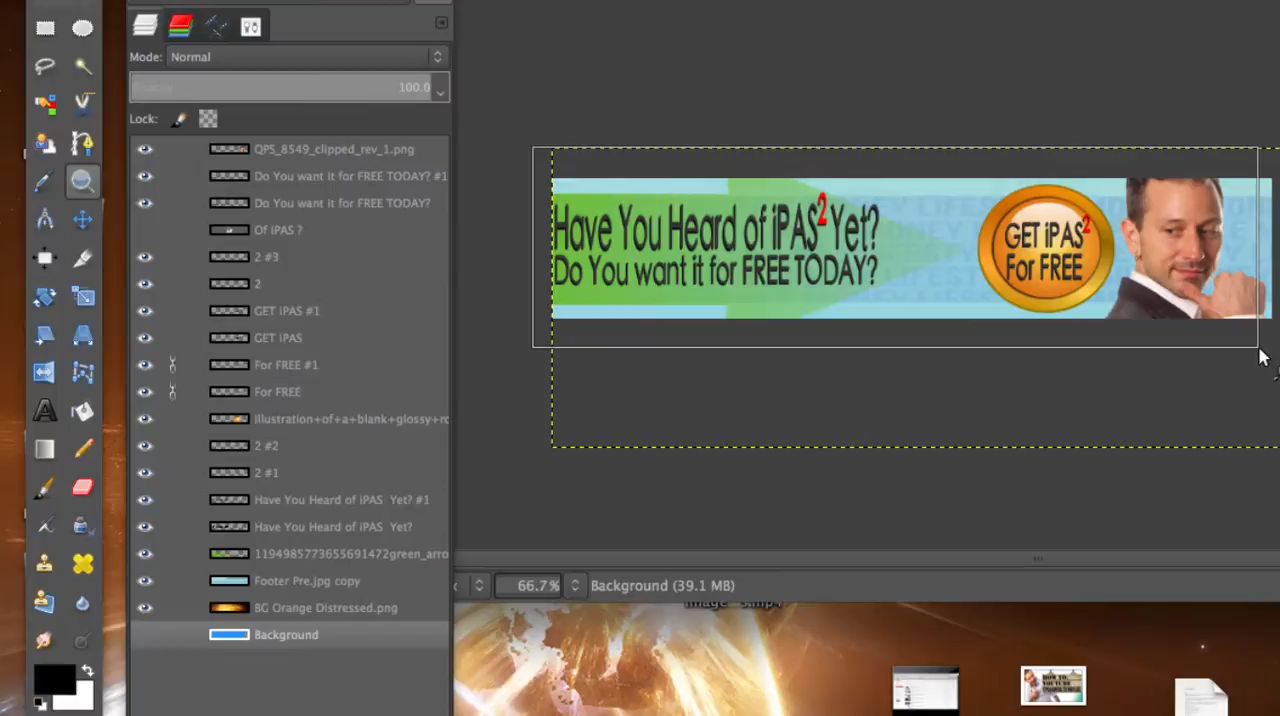 Mode: Normal
100.0
Lock:
QPS_8549_clipped_rev_1.png
Do You want it for FREE TODAY? #1
Do You want it for FREE TODAY?
Of iPAS ?
2 #3
2
GET iPAS #1
GET iPAS
For FREE #1
For FREE
Illustration+of+a+blank+glossy+ro
2 #2
2 #1
Have You Heard of iPAS Yet? #1
Have You Heard of iPAS Yet?
1194985773655691472green_arro
Footer Pre.jpg copy
BG Orange Distressed.png
Background
Have You Heard of iPAS2 Yet?
Do You want it for FREE TODAY?
GET iPAS2
For FREE
66.7%
Background (39.1 MB)